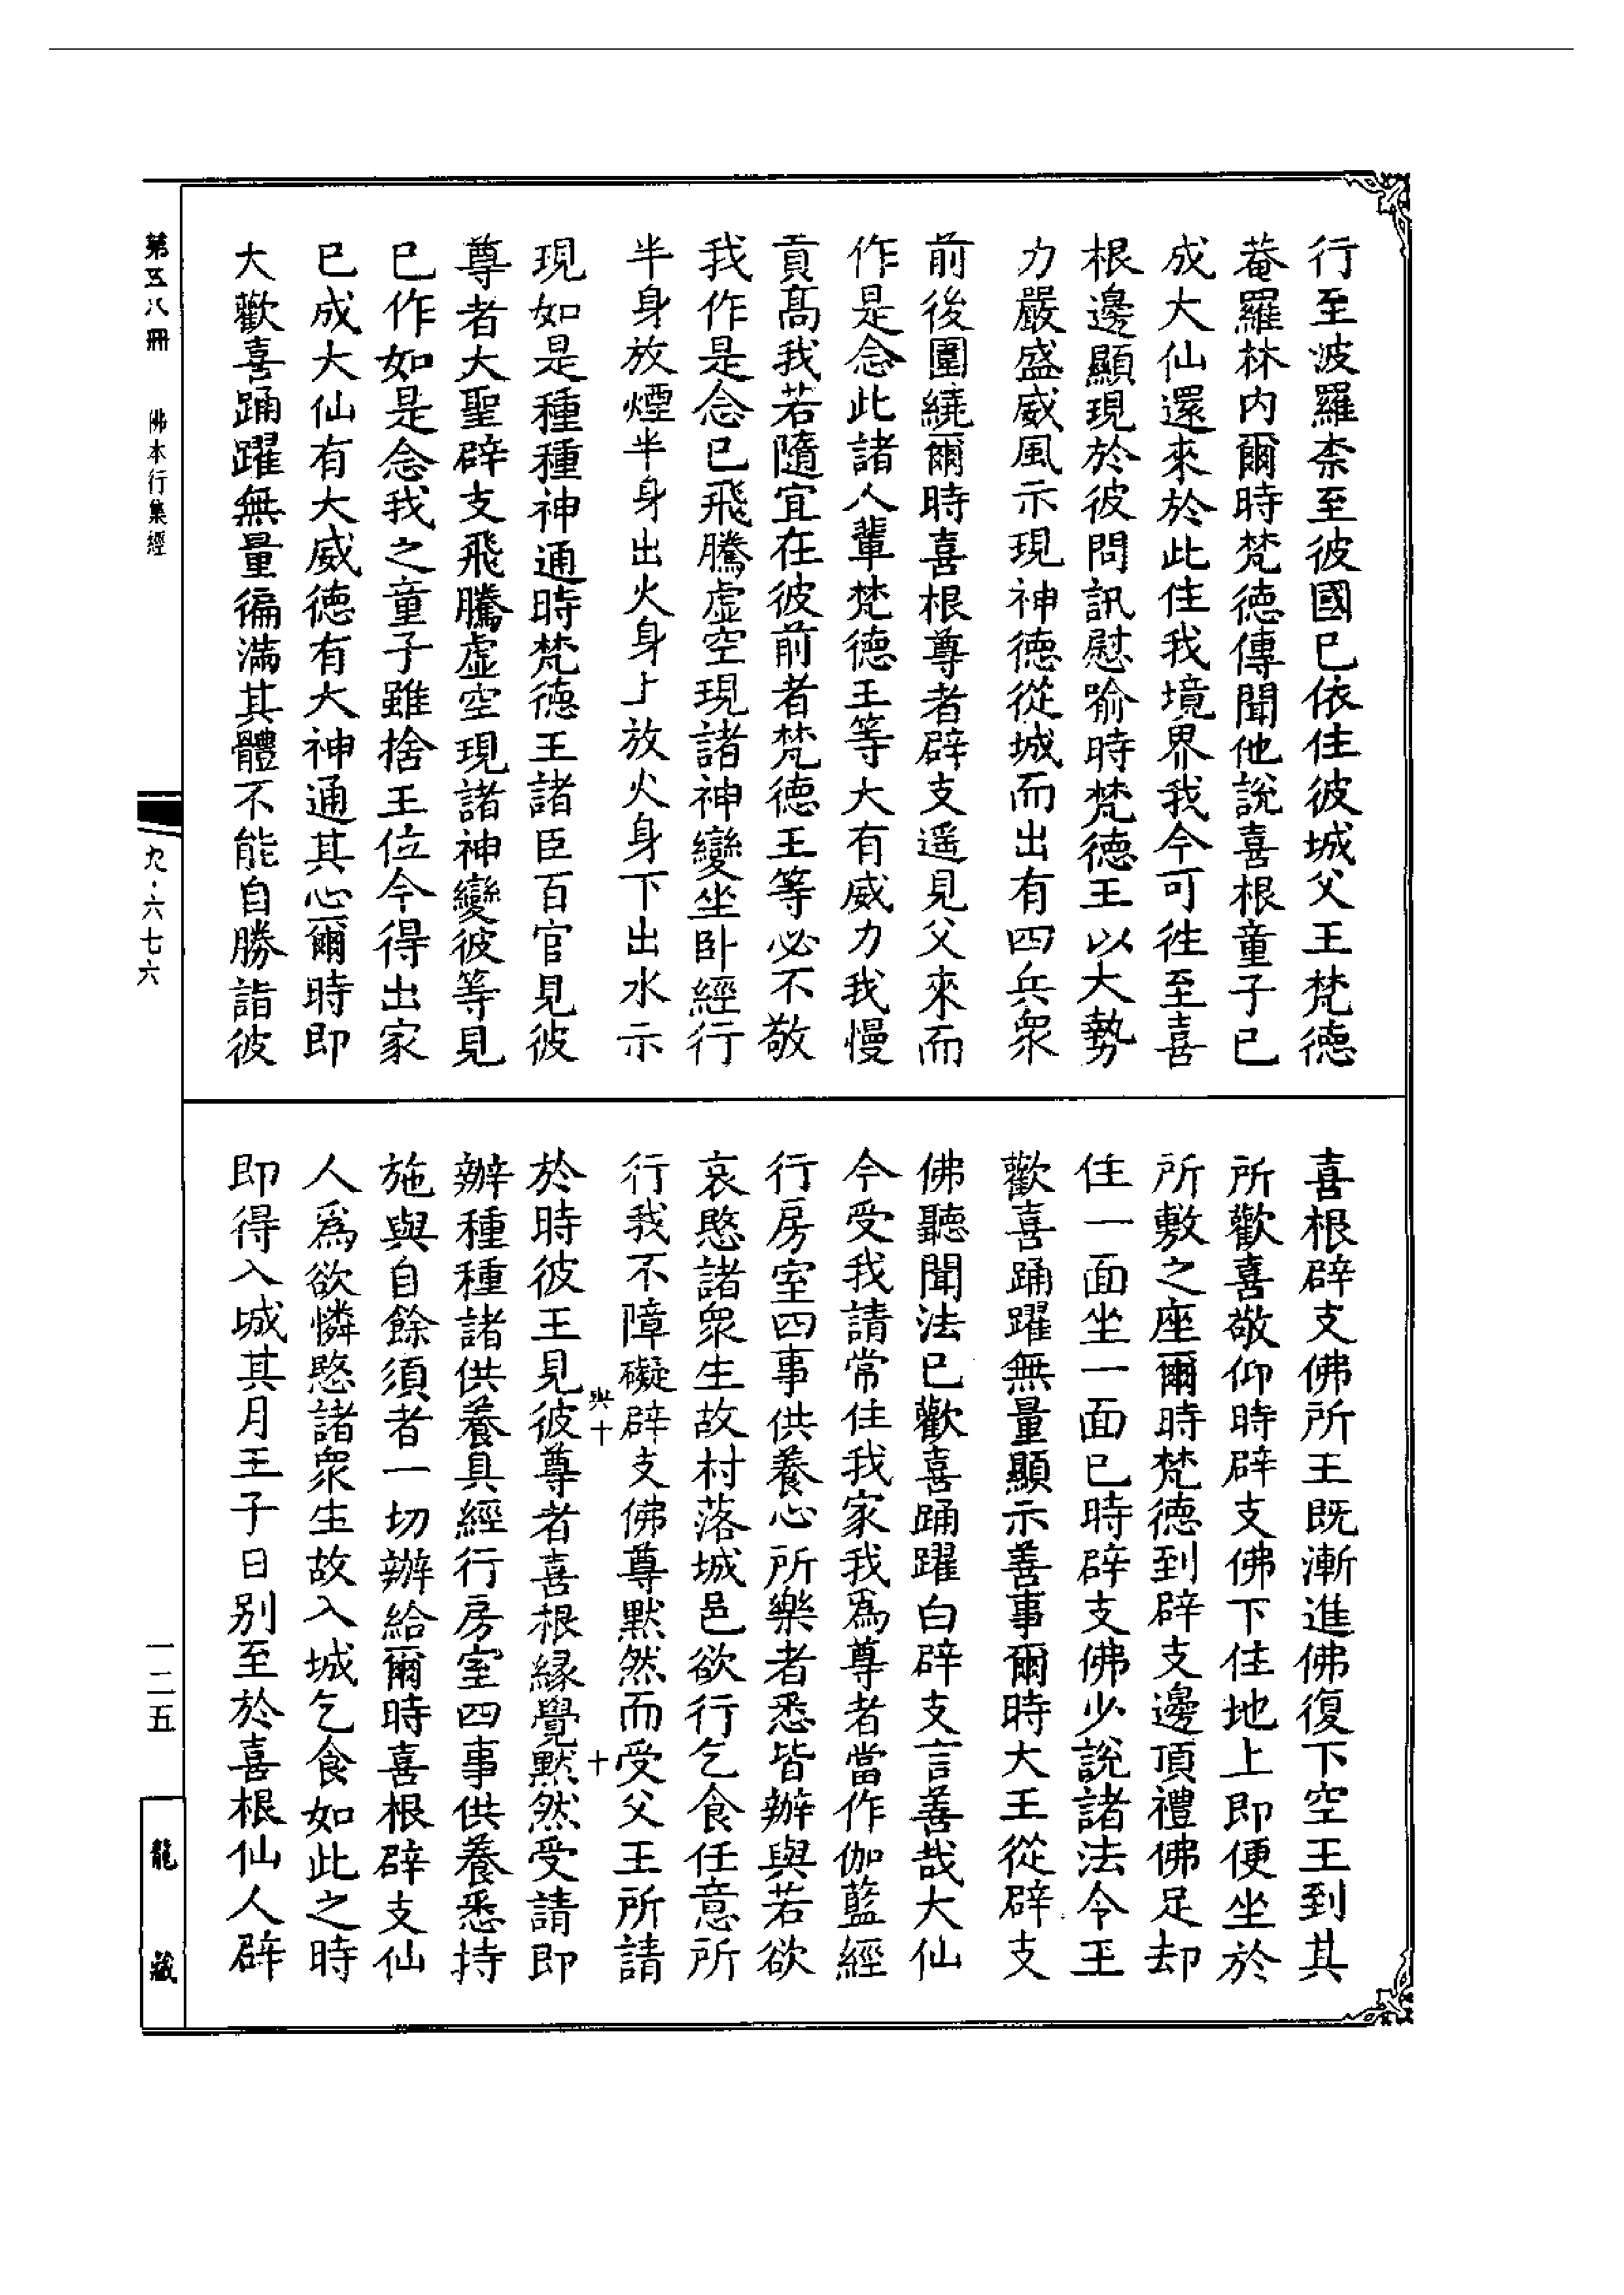 行至波羅柰至彼國已依住彼城父王梵德
菴羅林內爾時梵德傳聞他說喜根童子已
成大仙還來於此住我境界我今可徃至喜
根邊顯現於彼問訊慰喻時梵德王以大勢
力嚴盛威風示現神德從城而出有四兵衆
前後圍繞爾時喜根尊者辟支遥見父來而
作是念此諸人輩梵德王等大有威力我慢
貢髙我若隨宜在彼前者梵德王等必不敬
我作是念已飛騰虛空現諸神變坐卧經行
半身放煙半身出火身上放火身下出水示
現如是種種神通時梵德王諸臣百官見彼
尊者大聖辟支飛騰虛空現諸神變彼等見
已作如是念我之童子雖捨王位今得出家
已成大仙有大威德有大神通其心爾時即
大歡喜踊躍無量徧滿其體不能自勝詣彼
喜根辟支佛所王既漸進佛復下空王到其
所歡喜敬仰時辟支佛下住地上即便坐於
所敷之座爾時梵德到辟支邊頂禮佛足却
住一面坐一面已時辟支佛少說諸法令王
歡喜踊躍無量顯示善事爾時大王從辟支
佛聽聞法已歡喜踊躍白辟支言善哉大仙
今受我請常住我家我爲尊者當作伽藍經
行房室四事供養心所樂者悉皆辦與若欲
哀愍諸衆生故村落城邑欲行乞食任意所
行我不障礙辟支佛尊默然而受父王所請
於時彼王見彼尊者喜根縁覺默然受請即
辦種種諸供養具經行房室四事供養悉持
施與自餘須者一切辦給爾時喜根辟支仙
人爲欲憐愍諸衆生故入城乞食如此之時
即得入城其月王子日別至於喜根仙人辟
十
十
第五八冊
佛本行集經
九·六七六
一二五
龍藏